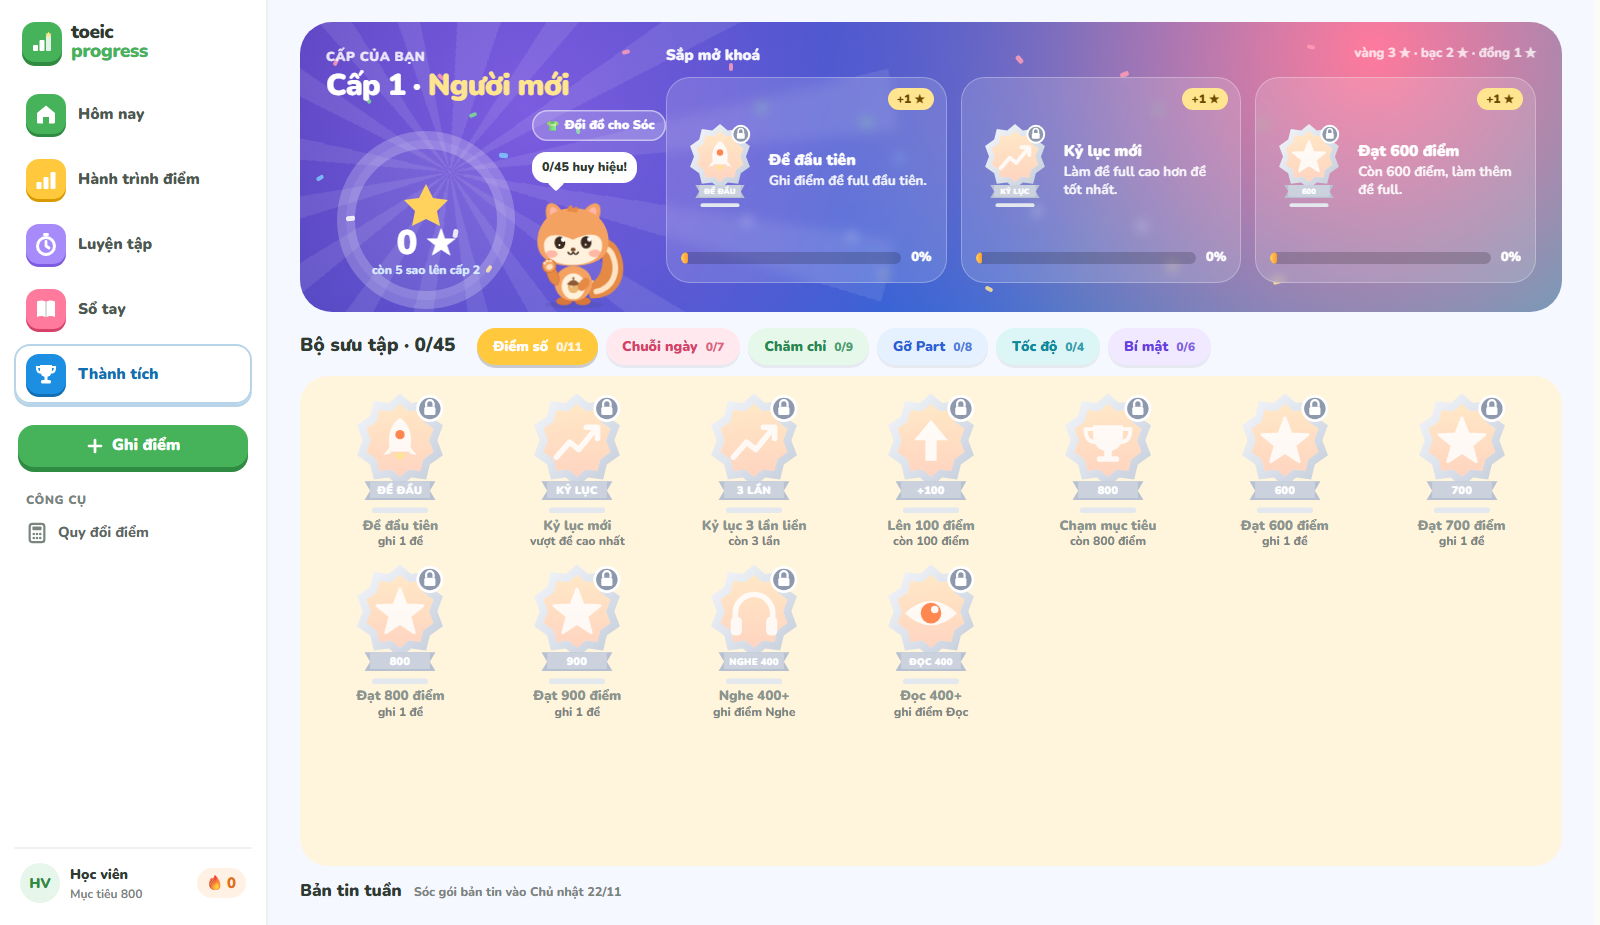 toeic
progress
Hôm nay
Hành trình điểm
Luyện tập
Sổ tay
Thành tích
+ Ghi điểm
CÔNG CỤ
Quy đổi điểm
HV
Học viên
Mục tiêu 800
0
CẤP CỦA BẠN
Cấp 1 · Người mới
Đổi đồ cho Sóc
0/45 huy hiệu!
0 ★
còn 5 sao lên cấp 2
Sắp mở khoá
vàng 3 ★ · bạc 2 ★ · đồng 1 ★
+1 ★
ĐỀ ĐẦU
Đề đầu tiên
Ghi điểm đề full đầu tiên.
0%
+1 ★
KỶ LỤC
Kỷ lục mới
Làm đề full cao hơn đề
tốt nhất.
0%
+1 ★
600
Đạt 600 điểm
Còn 600 điểm, làm thêm
đề full.
0%
Bộ sưu tập · 0/45
Điểm số 0/11
Chuỗi ngày 0/7
Chăm chỉ 0/9
Gỡ Part 0/8
Tốc độ 0/4
Bí mật 0/6
ĐỀ ĐẦU
Đề đầu tiên
ghi 1 đề
KỶ LỤC
Kỷ lục mới
vượt đề cao nhất
3 LẦN
Kỷ lục 3 lần liền
còn 3 lần
+100
Lên 100 điểm
còn 100 điểm
800
Chạm mục tiêu
còn 800 điểm
600
Đạt 600 điểm
ghi 1 đề
700
Đạt 700 điểm
ghi 1 đề
800
Đạt 800 điểm
ghi 1 đề
900
Đạt 900 điểm
ghi 1 đề
NGHE 400
Nghe 400+
ghi điểm Nghe
ĐỌC 400
Đọc 400+
ghi điểm Đọc
Bản tin tuần
Sóc gói bản tin vào Chủ nhật 22/11